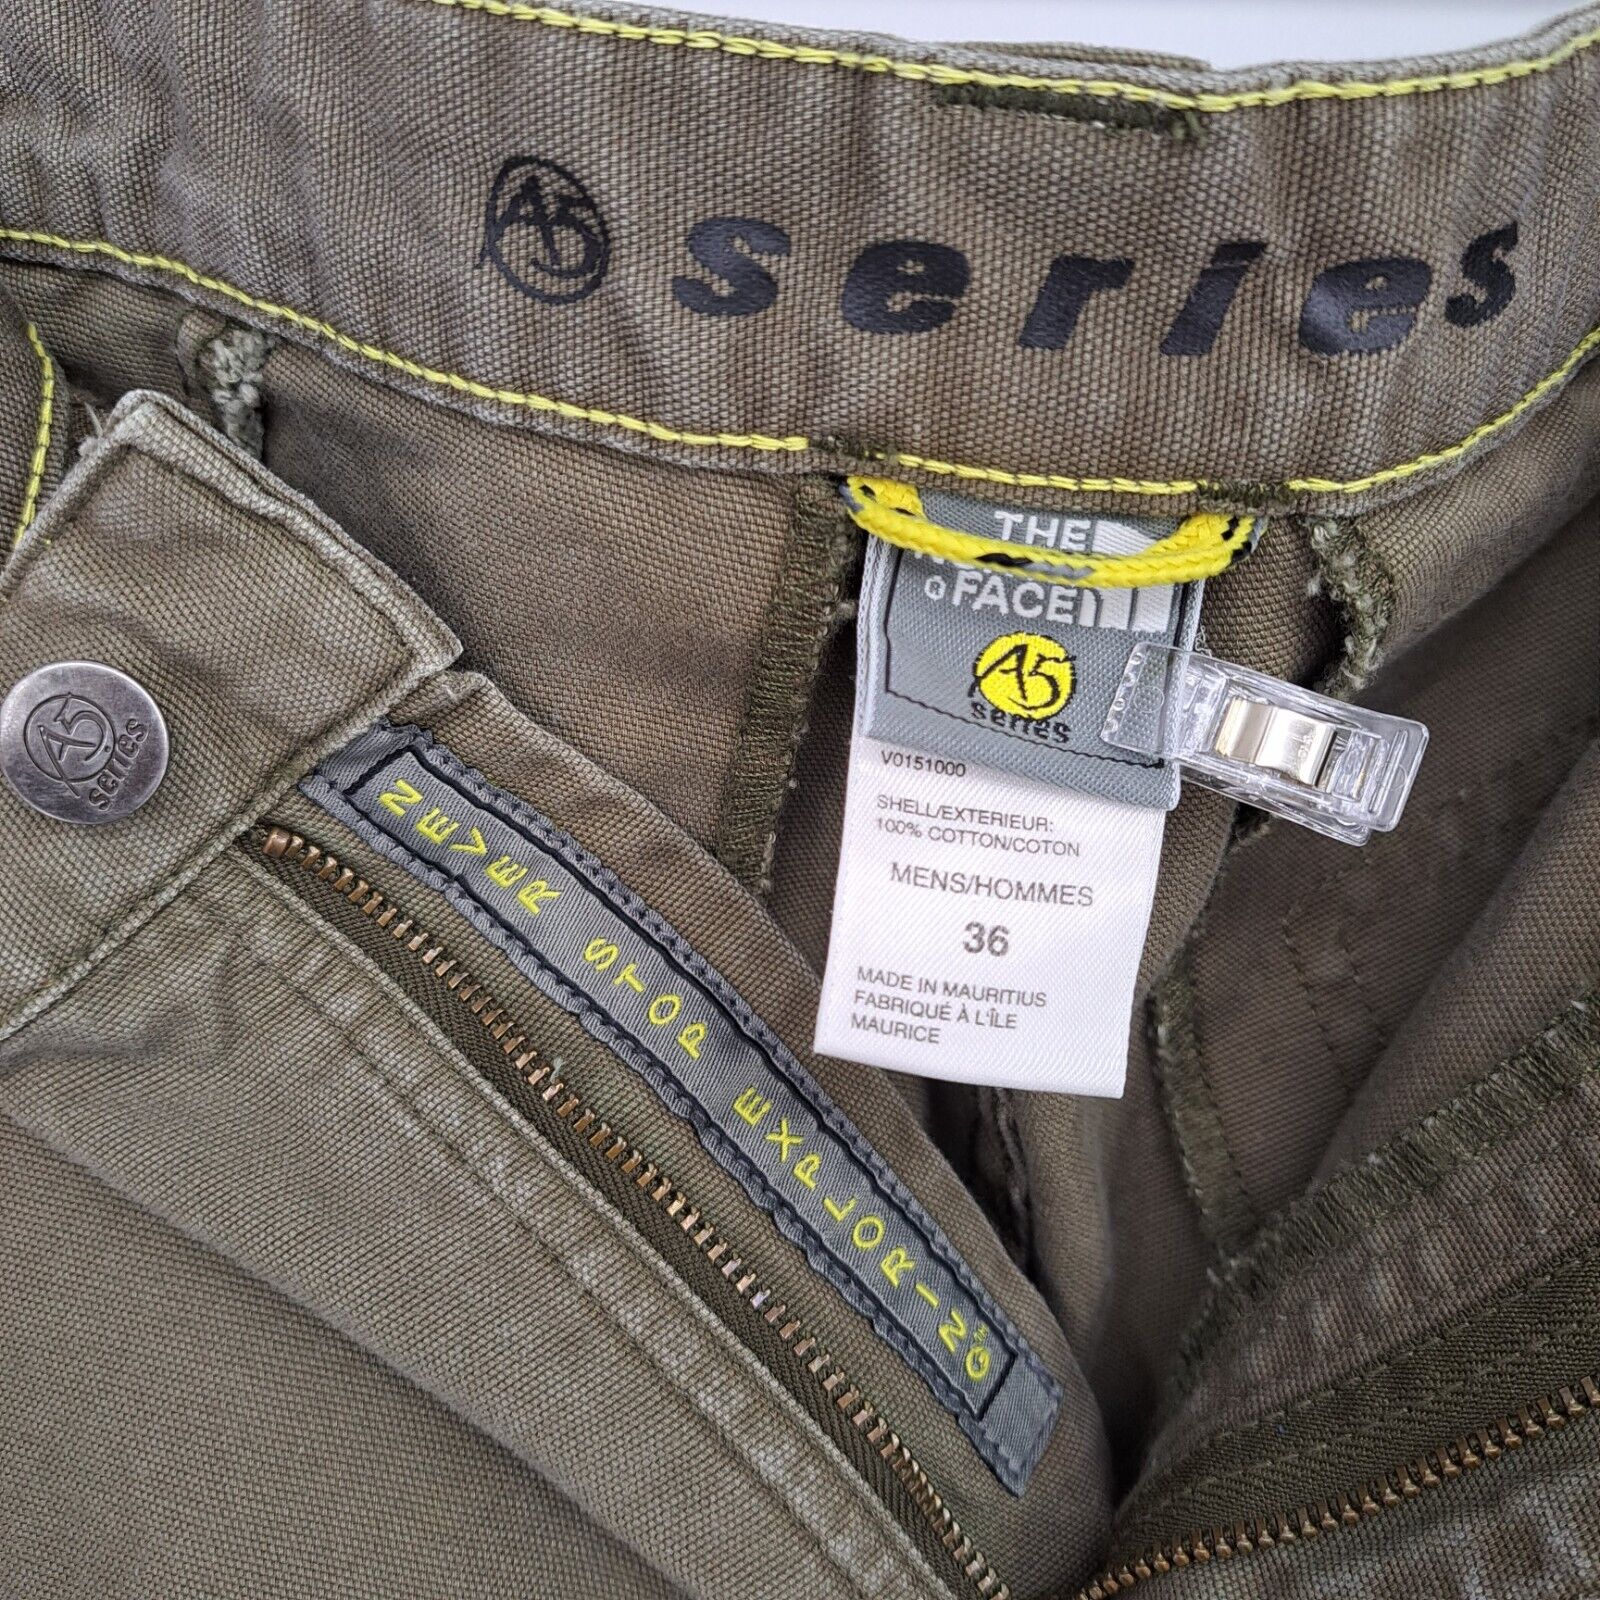 A5 series
THE
FACE
A5
series
V0151000
SHELL/EXTERIEUR:
100% COTTON/COTON
MENS/HOMMES
36
MADE IN MAURITIUS
FABRIQUÉ À L'ÎLE
MAURICE
A5
series
NEVER STOP EXPLORING™